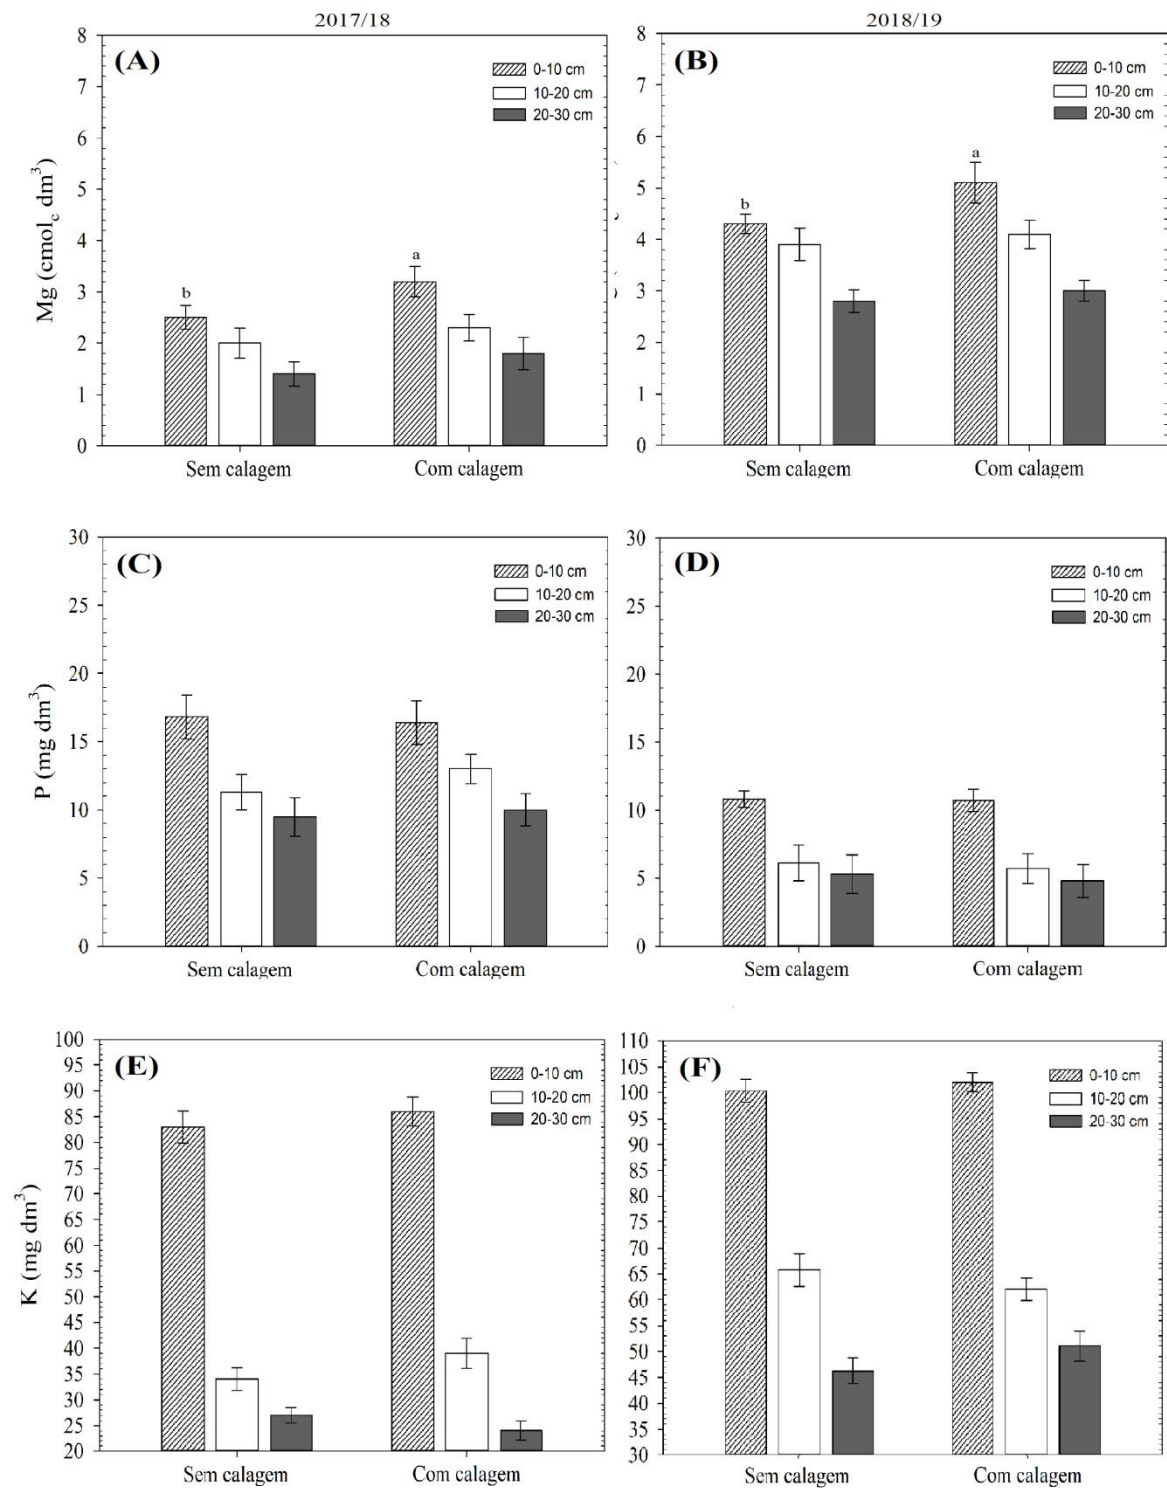 2017/18
2018/19
(A)
0-10 cm
10-20 cm
20-30 cm
Mg (cmolc dm3)
8
7
6
5
4
3
2
1
0
b
a
Sem calagem
Com calagem
(B)
0-10 cm
10-20 cm
20-30 cm
8
7
6
5
4
3
2
1
0
b
a
Sem calagem
Com calagem
(C)
0-10 cm
10-20 cm
20-30 cm
P (mg dm3)
30
25
20
15
10
5
0
Sem calagem
Com calagem
(D)
0-10 cm
10-20 cm
20-30 cm
30
25
20
15
10
5
0
Sem calagem
Com calagem
(E)
0-10 cm
10-20 cm
20-30 cm
K (mg dm3)
100
95
90
85
80
75
70
65
60
55
50
45
40
35
30
25
20
Sem calagem
Com calagem
(F)
0-10 cm
10-20 cm
20-30 cm
110
105
100
95
90
85
80
75
70
65
60
55
50
45
40
35
30
Sem calagem
Com calagem